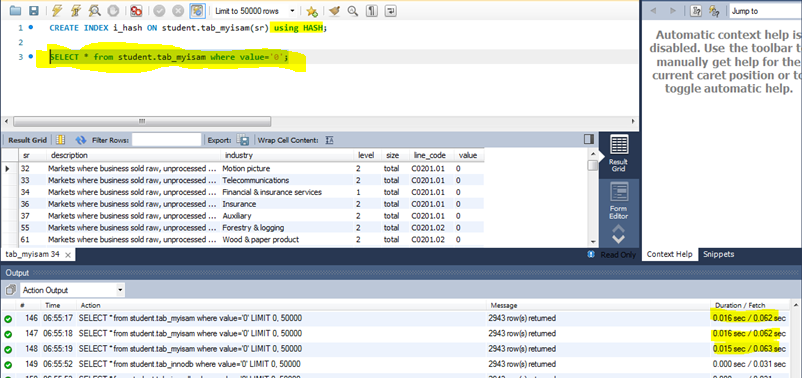 Limit to 50000 rows
Jump to
1 CREATE INDEX i_hash ON student.tab_myisam(sr) using HASH;
3 SELECT * from student.tab_myisam where value='0';
Automatic context help is
disabled. Use the toolbar t
manually get help for the
current caret position or to
toggle automatic help.
Result Grid Filter Rows: Export: Wrap Cell Content:
sr description industry level size line_code value
32 Markets where business sold raw, unprocessed ... Motion picture 2 total C0201.01 0
33 Markets where business sold raw, unprocessed ... Telecommunications 2 total C0201.01 0
34 Markets where business sold raw, unprocessed ... Financial & insurance services 1 total C0201.01 0
36 Markets where business sold raw, unprocessed ... Insurance 2 total C0201.01 0
37 Markets where business sold raw, unprocessed ... Auxiliary 2 total C0201.01 0
55 Markets where business sold raw, unprocessed ... Forestry & logging 2 total C0201.02 0
61 Markets where business sold raw, unprocessed ... Wood & paper product 2 total C0201.02 0
Result
Grid
Form
Editor
tab_myisam 34 Read Only Context Help Snippets
Output
Action Output
# Time Action Message Duration / Fetch
146 06:55:17 SELECT * from student.tab_myisam where value='0' LIMIT 0, 50000 2943 row(s) returned 0.016 sec / 0.062 sec
147 06:55:18 SELECT * from student.tab_myisam where value='0' LIMIT 0, 50000 2943 row(s) returned 0.016 sec / 0.062 sec
148 06:55:19 SELECT * from student.tab_myisam where value='0' LIMIT 0, 50000 2943 row(s) returned 0.015 sec / 0.063 sec
149 06:55:52 SELECT * from student.tab_innodb where value='0' LIMIT 0, 50000 2943 row(s) returned 0.000 sec / 0.031 sec